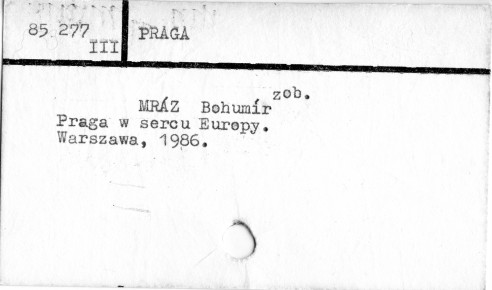 85 277
III
PRAGA
zob.
MRÁZ Bohumír
Praga w sercu Europy.
Warszawa, 1986.